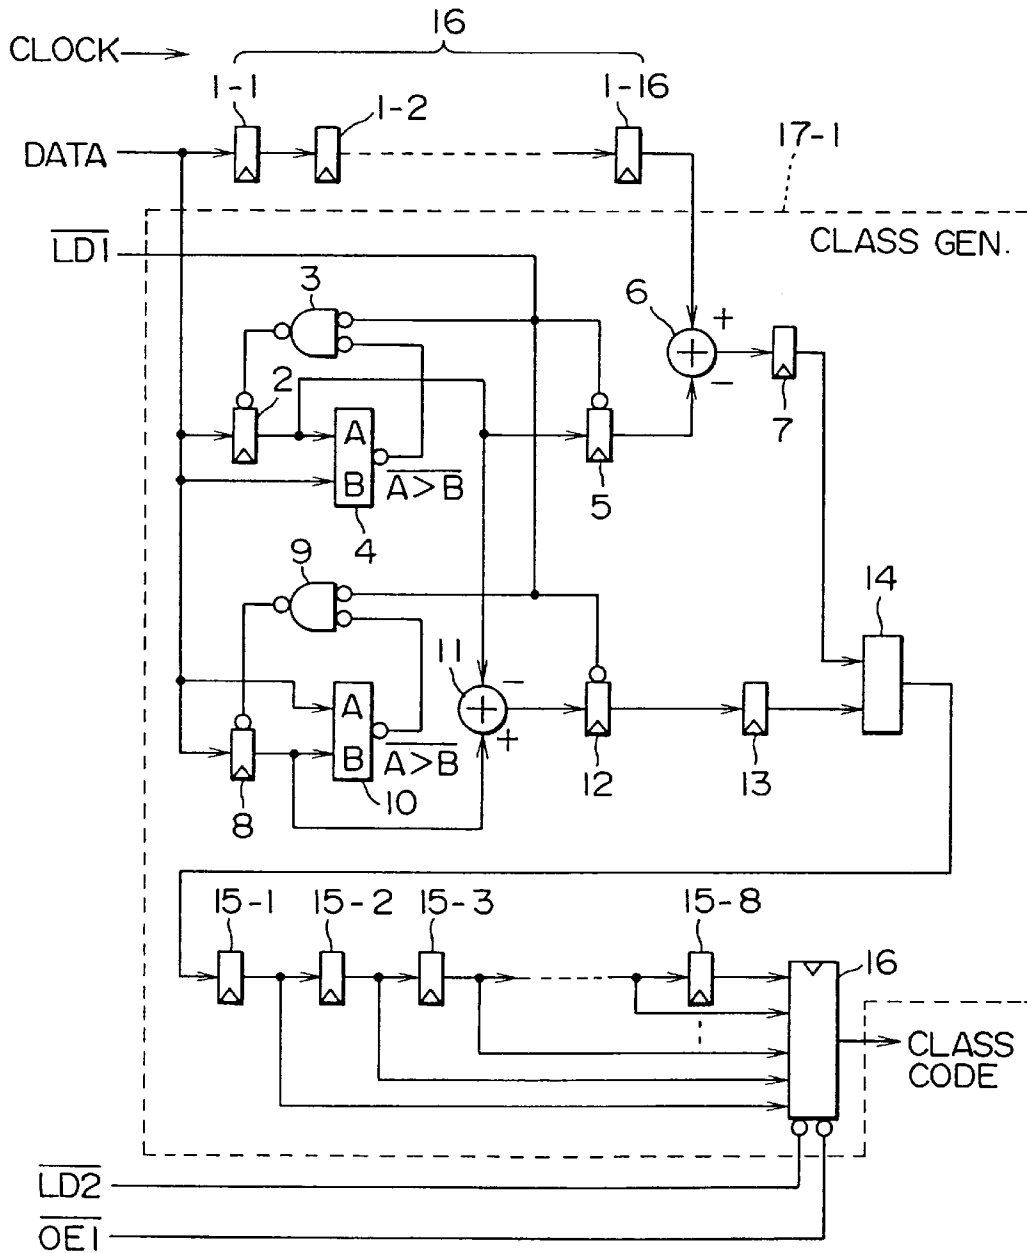 CLOCK
16
1-1
1-2
1-16
17-1
DATA
CLASS GEN.
LD1
3
6
+
+
−
2
7
A
B
A>B
5
4
9
14
11
−
+
+
A
B
A>B
12
13
8
10
15-1
15-2
15-3
15-8
16
CLASS
CODE
LD2
OE1